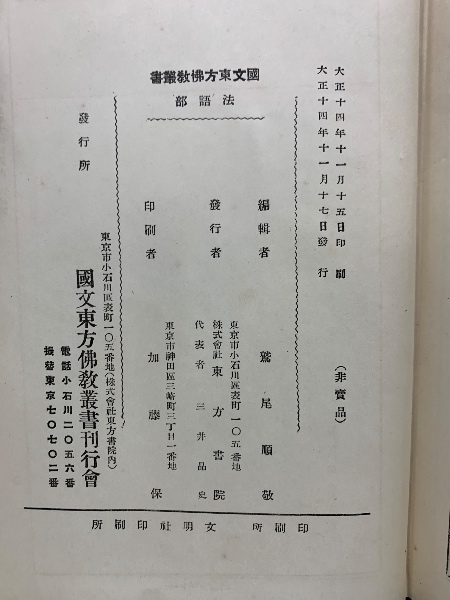 大正十四年十一月十五日印刷
大正十四年十一月十七日發行
(非賣品)
國文東方佛敎叢書
法語部
編輯者 鷲尾順敬
東京市小石川區表町一〇五番地
發行者 株式會社東方書院
代表者 三井晶史
東京市神田區三崎町三丁目一番地
印刷者 加藤保
東京市小石川區表町一〇五番地(株式會社東方書院內)
發行所 國文東方佛敎叢書刊行會
電話小石川二〇五六番
振替東京七〇七〇二番
印刷所 文明社印刷所